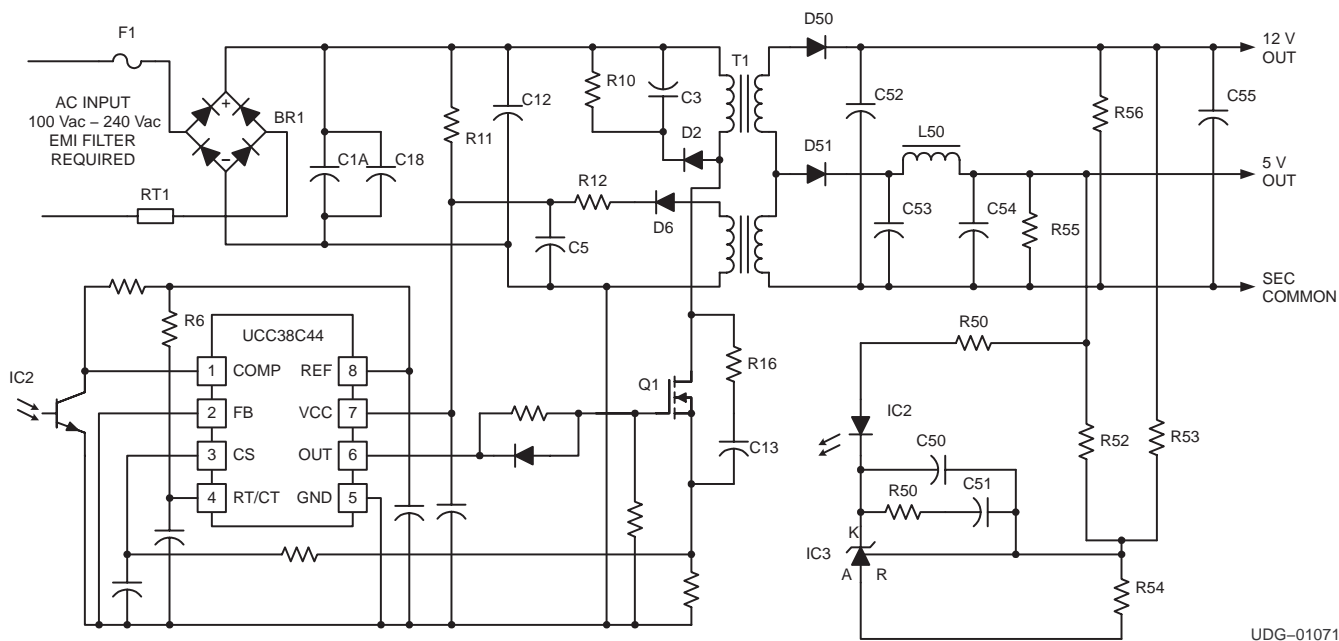 F1
D50
12 V
OUT
T1
R10
C3
C12
C52
R56
C55
AC INPUT
100 Vac – 240 Vac
EMI FILTER
REQUIRED
+
–
BR1
R11
D2
D51
L50
5 V
OUT
C1A
C18
R53
RT1
R12
D6
C5
C53
C54
R55
SEC
COMMON
R6
UCC38C44
R50
IC2
1 COMP REF 8
2 FB VCC 7
3 CS OUT 6
4 RT/CT GND 5
Q1
R16
C13
IC2
R52
C50
C51
R50
K
IC3
A
R
R54
UDG–01071